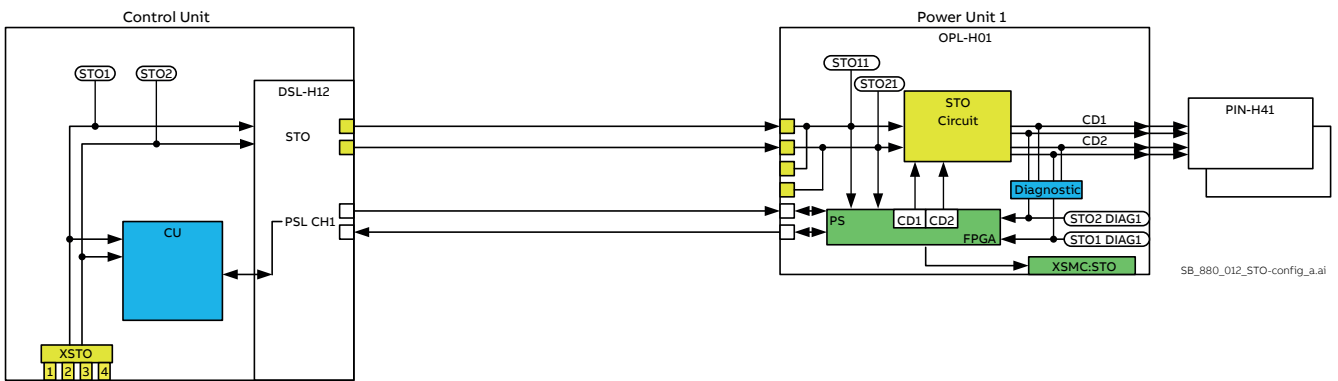 Control Unit
Power Unit 1
OPL-H01
STO1
STO2
STO11
STO21
DSL-H12
STO
STO
Circuit
CD1
CD2
PIN-H41
Diagnostic
CU
PSL CH1
PS
CD1
CD2
FPGA
STO2 DIAG1
STO1 DIAG1
XSMC:STO
SB_880_012_STO-config_a.ai
XSTO
1
2
3
4